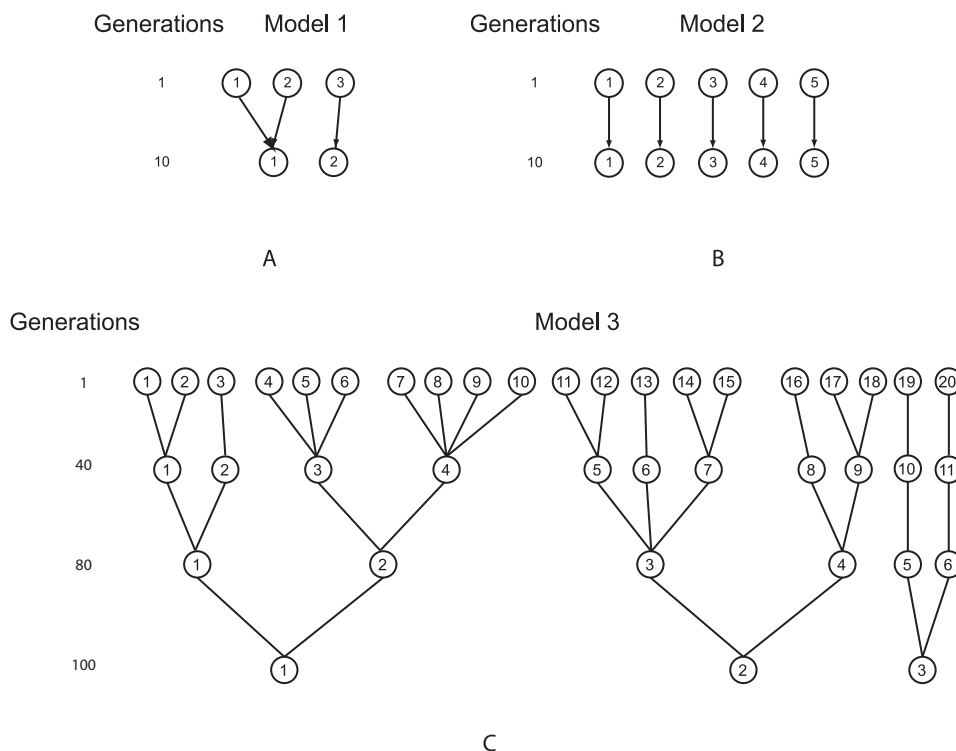 Generations Model 1
1 1 2 3
10 1 2
A
Generations Model 2
1 1 2 3 4 5
10 1 2 3 4 5
B
Generations Model 3
1 1 2 3 4 5 6 7 8 9 10 11 12 13 14 15 16 17 18 19 20
40 1 2 3 4 5 6 7 8 9 10 11
80 1 2 3 4 5 6
100 1 2 3
C